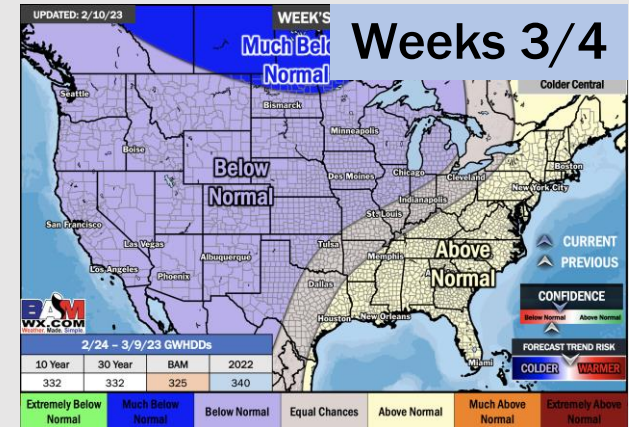 UPDATED: 2/10/23
WEEK'S
Weeks 3/4
Much
Normal
Colder Central
Seattle
Bismarck
Minneapolis
Boise
Below
Normal
Des Moines
Chicago
Cleveland
Boston
New York City
Indianapolis
St. Louis
San Francisco
Las Vegas
Los Angeles
Phoenix
Albuquerque
Tulsa
Memphis
Above
Normal
Dallas
Houston
New Orleans
Miami
CURRENT
PREVIOUS
CONFIDENCE
Below Normal Above Normal
FORECAST TREND RISK
COLDER WARMER
BAM
WX.COM
Weather. Made. Simple.
2/24 – 3/9/23 GWHDDs
10 Year 30 Year BAM 2022
332 332 325 340
Extremely Below Normal
Much Below Normal
Below Normal
Equal Chances
Above Normal
Much Above Normal
Extremely Above Normal